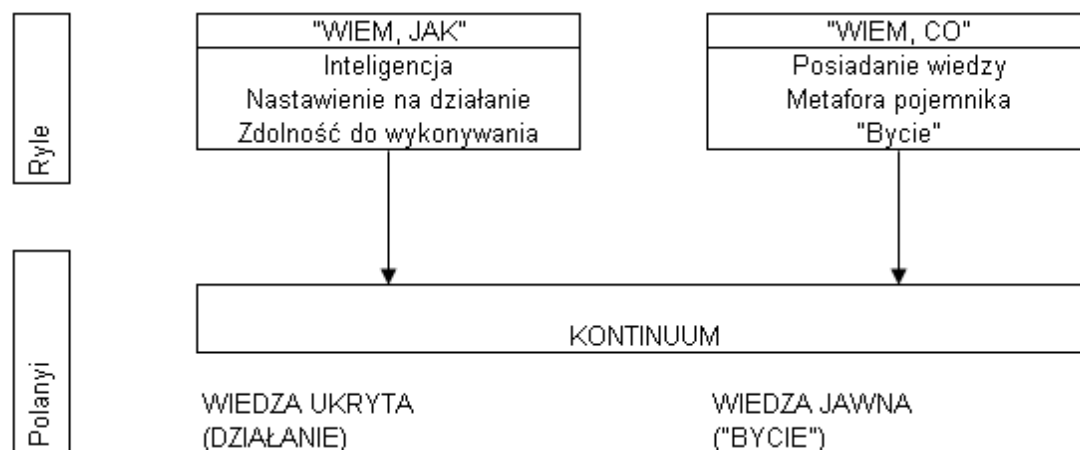 Ryle
"WIEM, JAK"
Inteligencja
Nastawienie na działanie
Zdolność do wykonywania
"WIEM, CO"
Posiadanie wiedzy
Metafora pojemnika
"Bycie"
Polanyi
KONTINUUM
WIEDZA UKRYTA
(DZIAŁANIE)
WIEDZA JAWNA
("BYCIE")